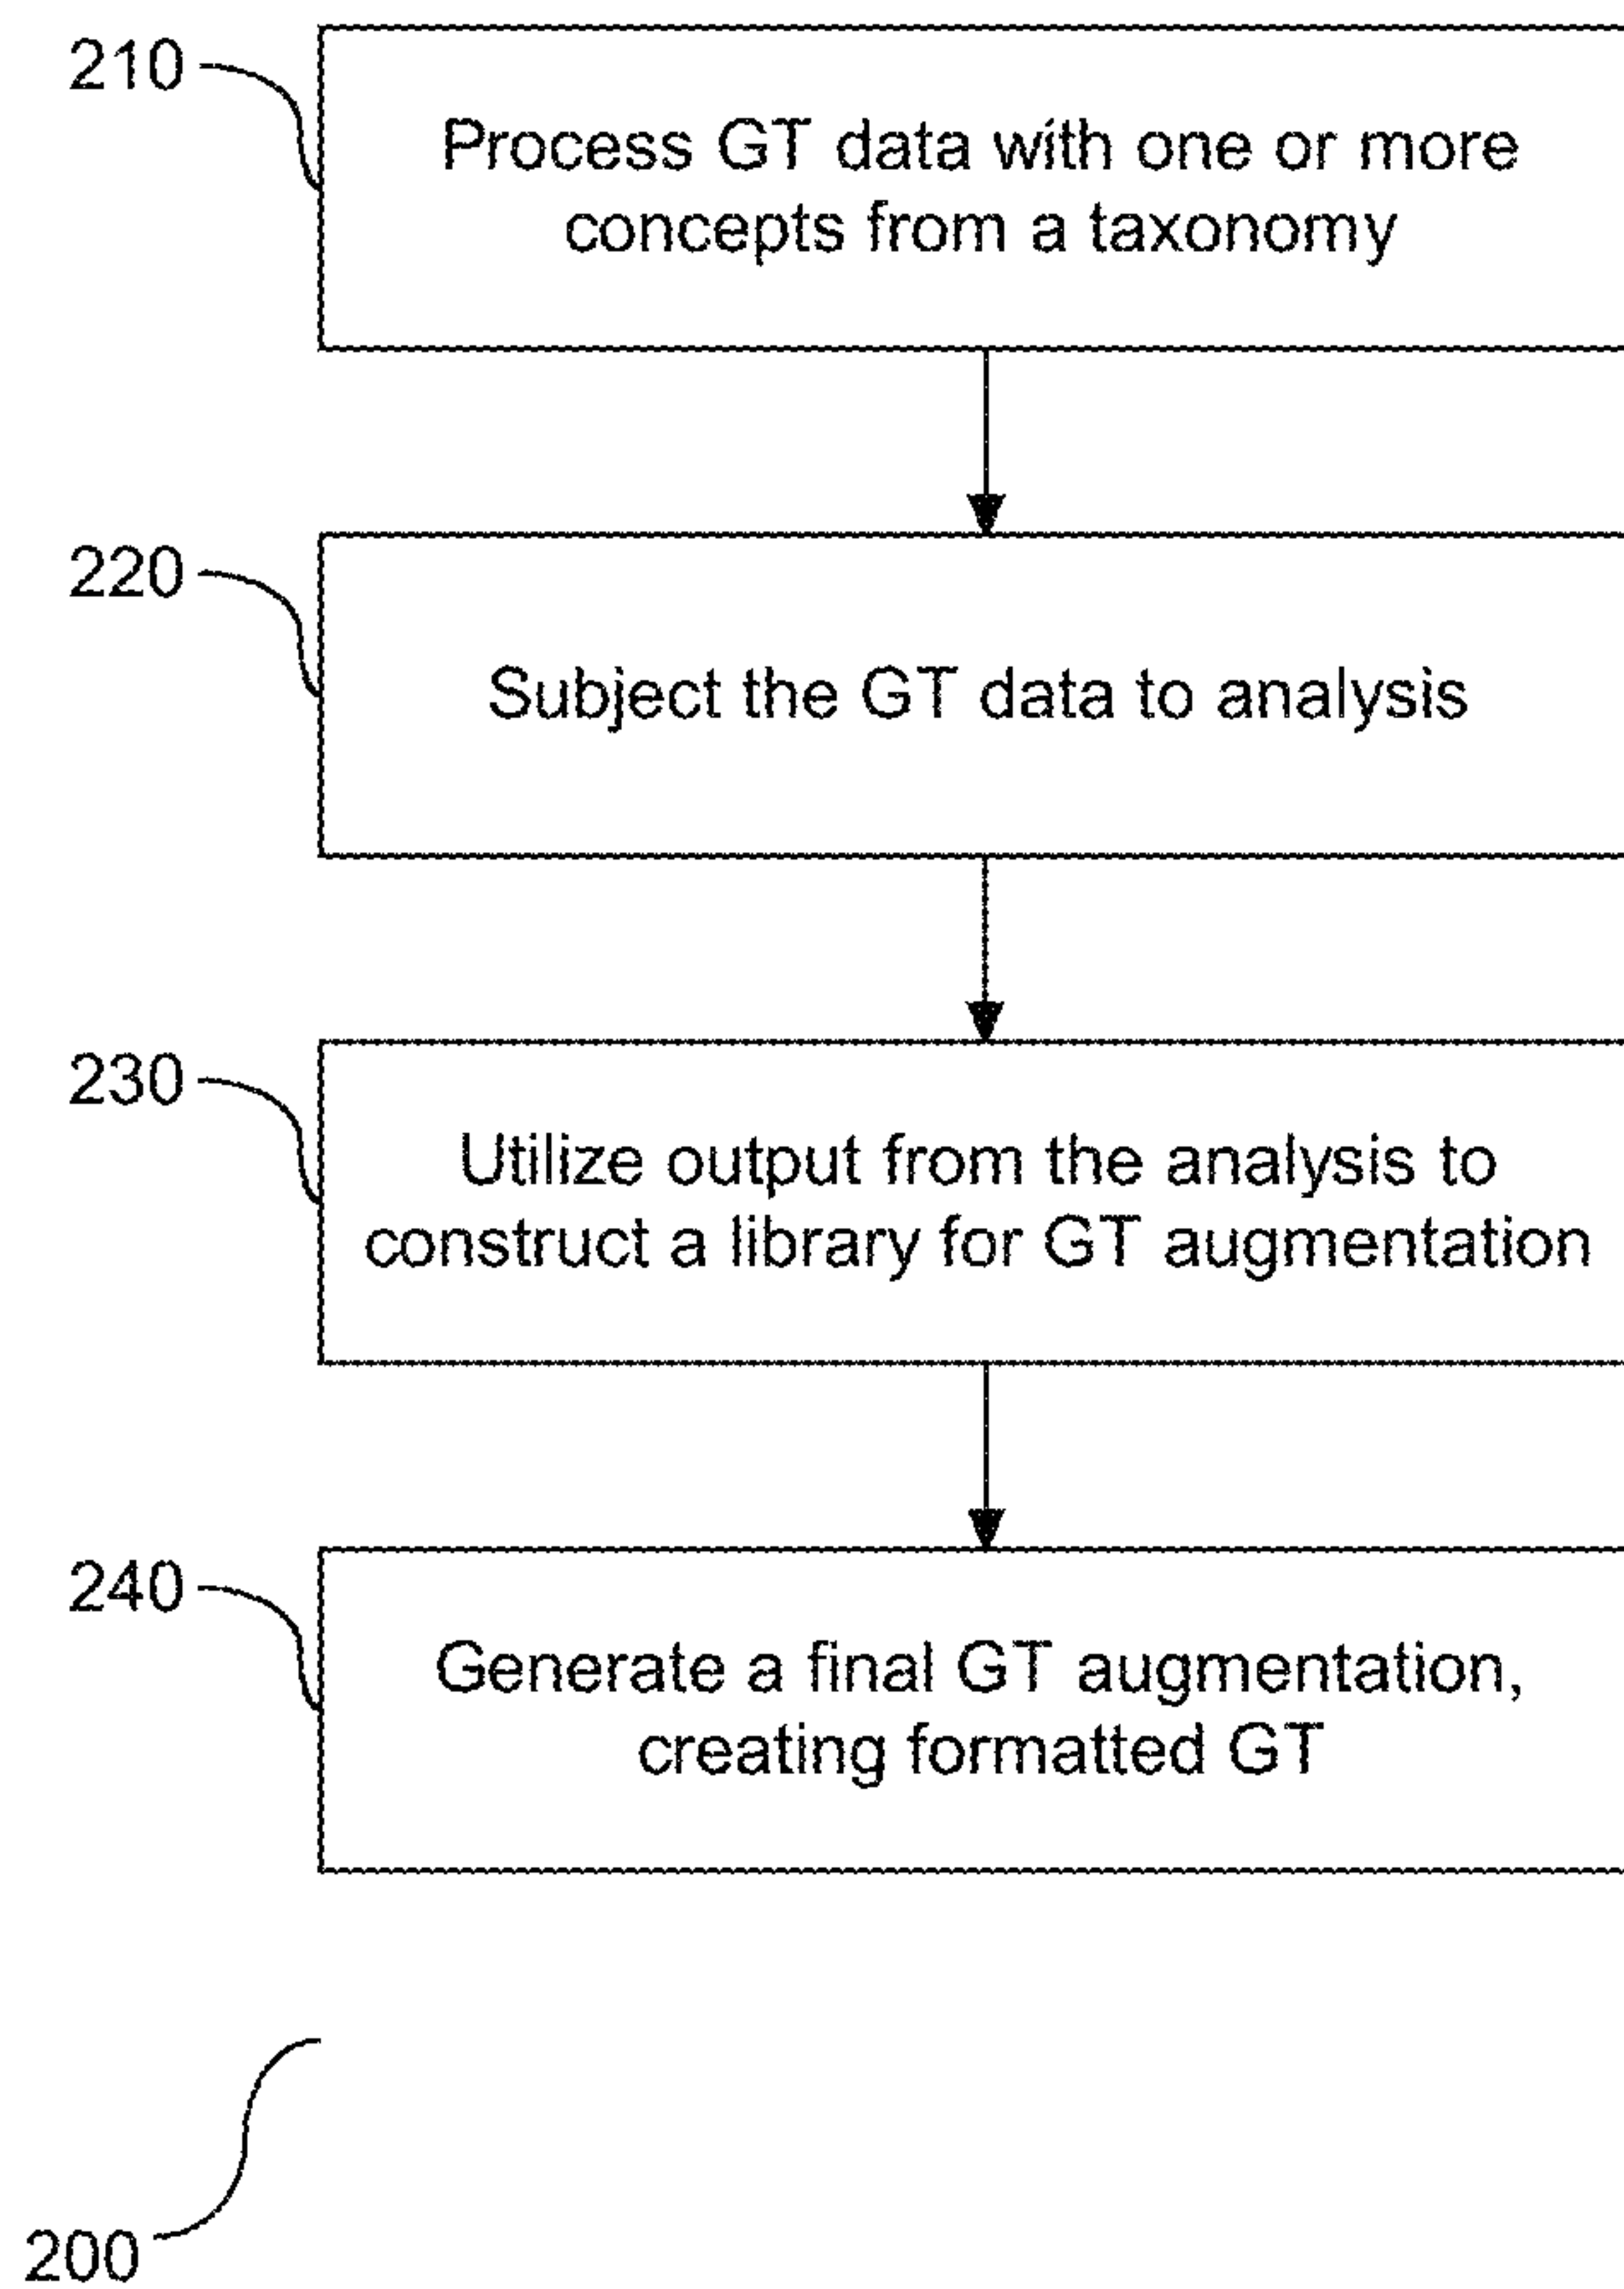 210
Process GT data with one or more
concepts from a taxonomy
220
Subject the GT data to analysis
230
Utilize output from the analysis to
construct a library for GT augmentation
240
Generate a final GT augmentation,
creating formatted GT
200